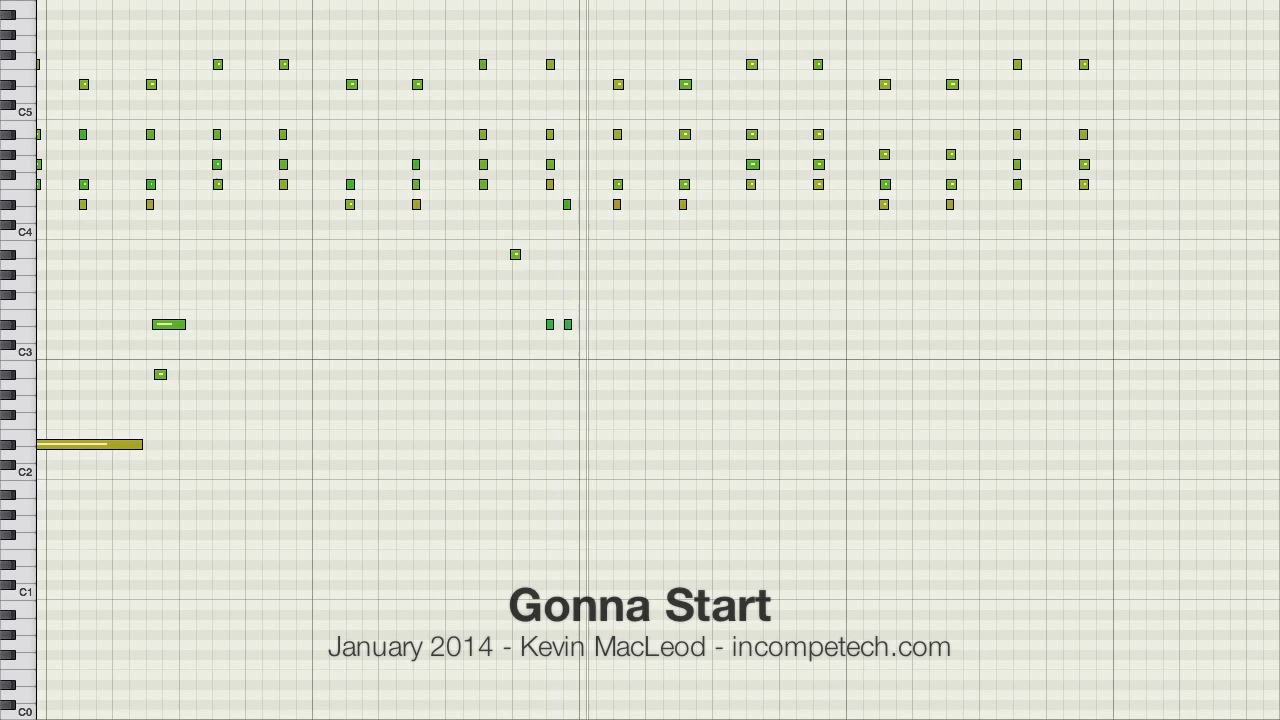 C5
C4
C3
C2
C1
Gonna Start
January 2014 - Kevin MacLeod - incompetech.com
C0